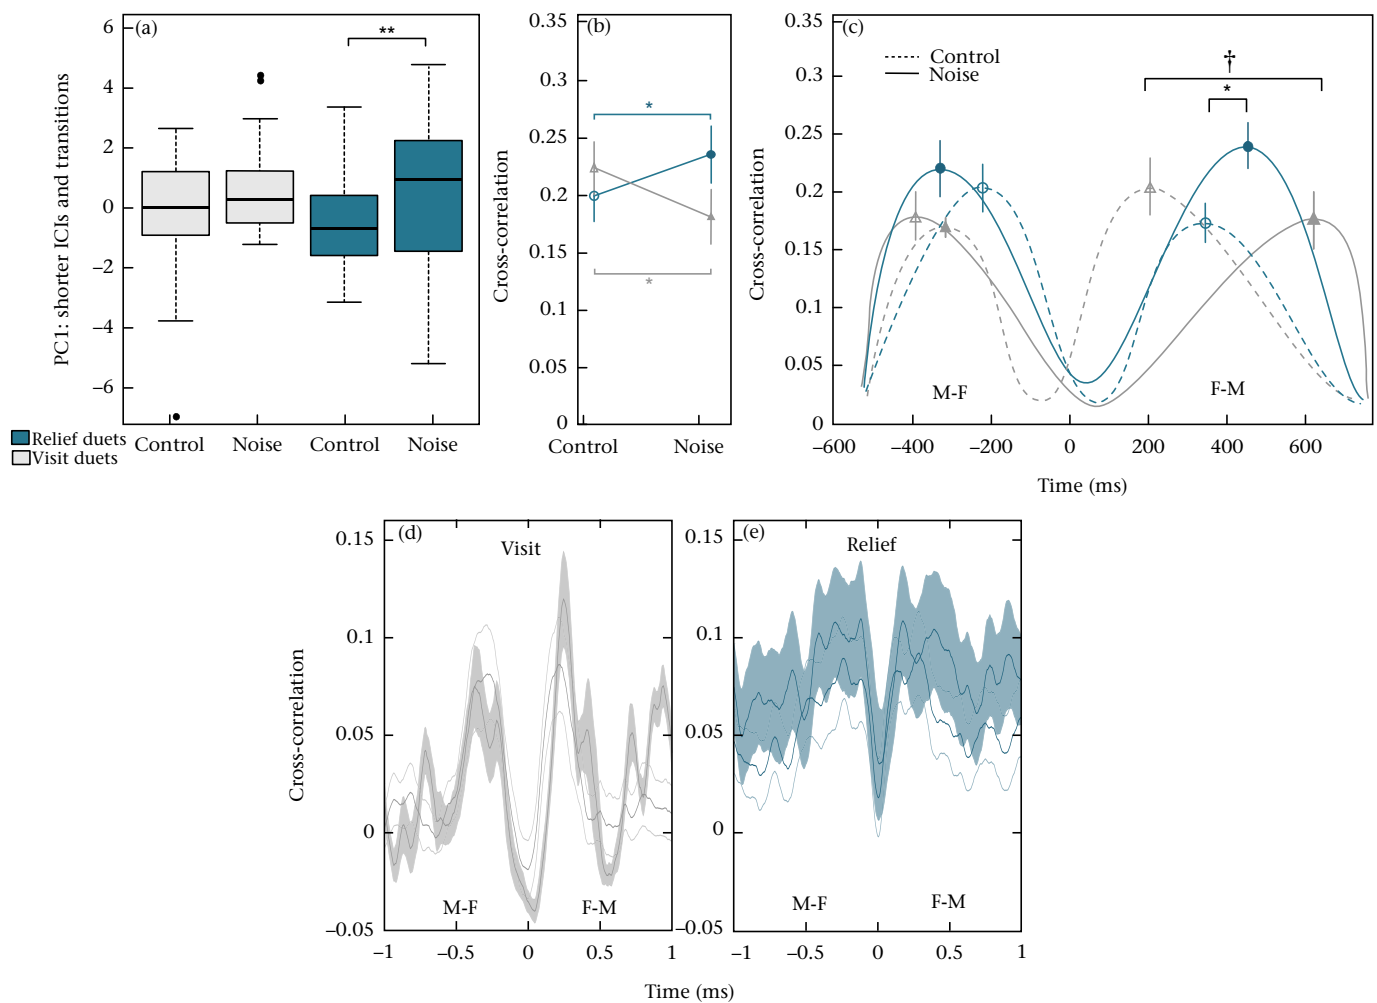 (a)
**
PC1: shorter ICIs and transitions
6
4
2
0
−2
−4
−6
Control
Noise
Control
Noise
Relief duets
Visit duets
(b)
*
*
Cross-correlation
0.35
0.3
0.25
0.2
0.15
0.1
0.05
0
Control
Noise
(c)
Control
Noise
†
*
Cross-correlation
0.35
0.3
0.25
0.2
0.15
0.1
0.05
0
M-F
F-M
−600
−400
−200
0
200
400
600
Time (ms)
(d)
Visit
Cross-correlation
0.15
0.1
0.05
0
−0.05
M-F
F-M
−1
−0.5
0
0.5
1
(e)
Relief
0.15
0.1
0.05
0
−0.05
M-F
F-M
−1
−0.5
0
0.5
1
Time (ms)